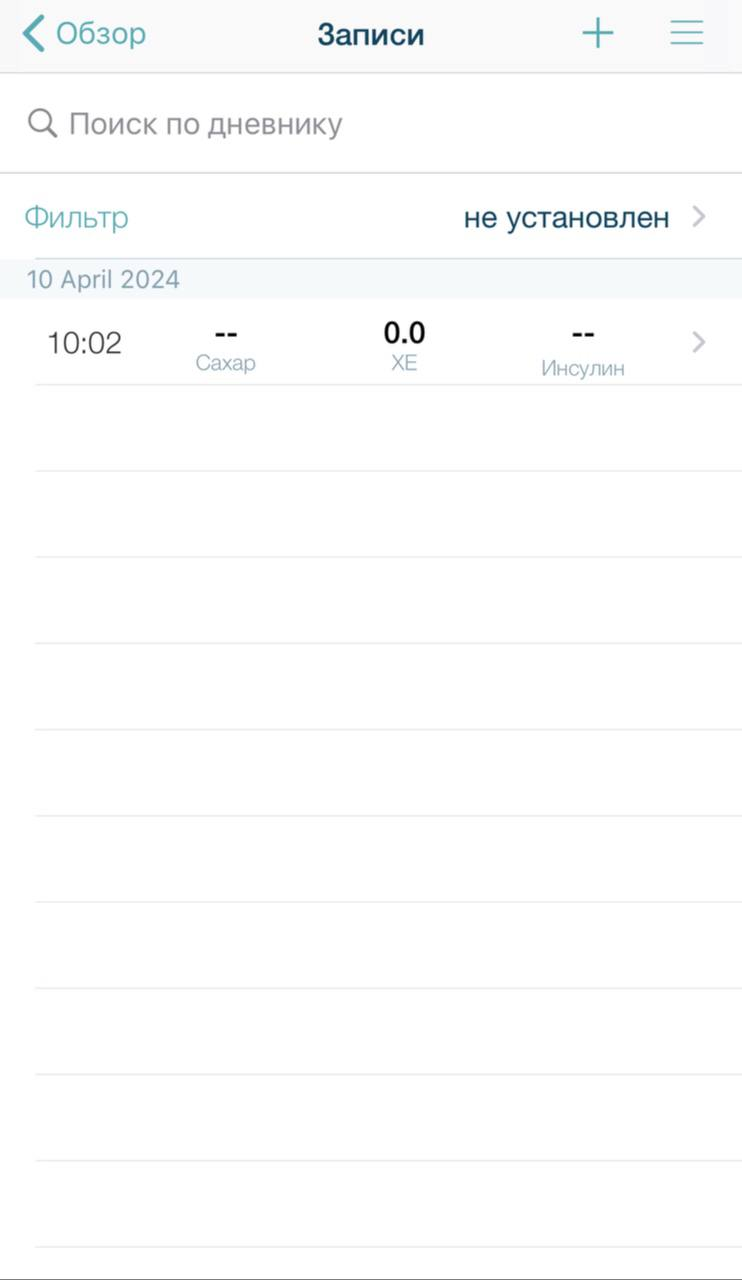 Обзор Записи
Поиск по дневнику
Фильтр не установлен
10 April 2024
10:02 -- 0.0 --
Сахар ХЕ Инсулин